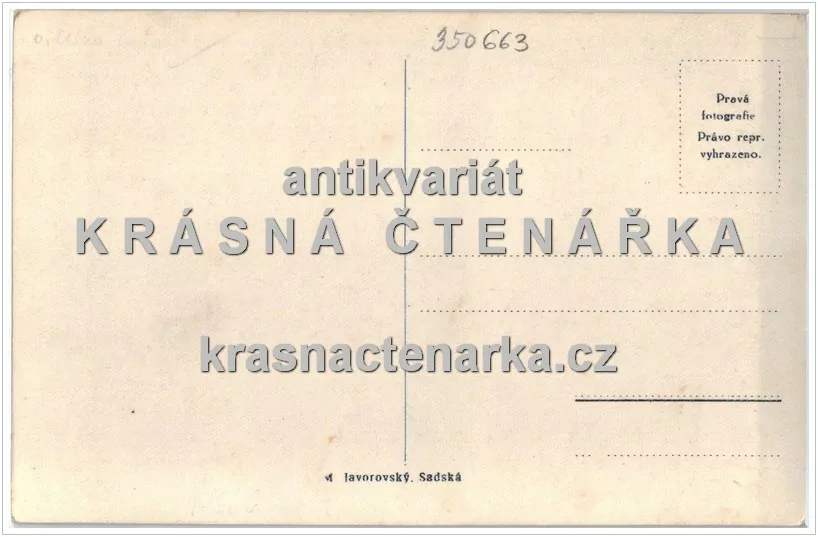 350663
Pravá
fotografie
Právo repr.
vyhrazeno.
antikvariát
KRÁSNÁ ČTENÁŘKA
krasnactenarka.cz
Javorovský, Sadská